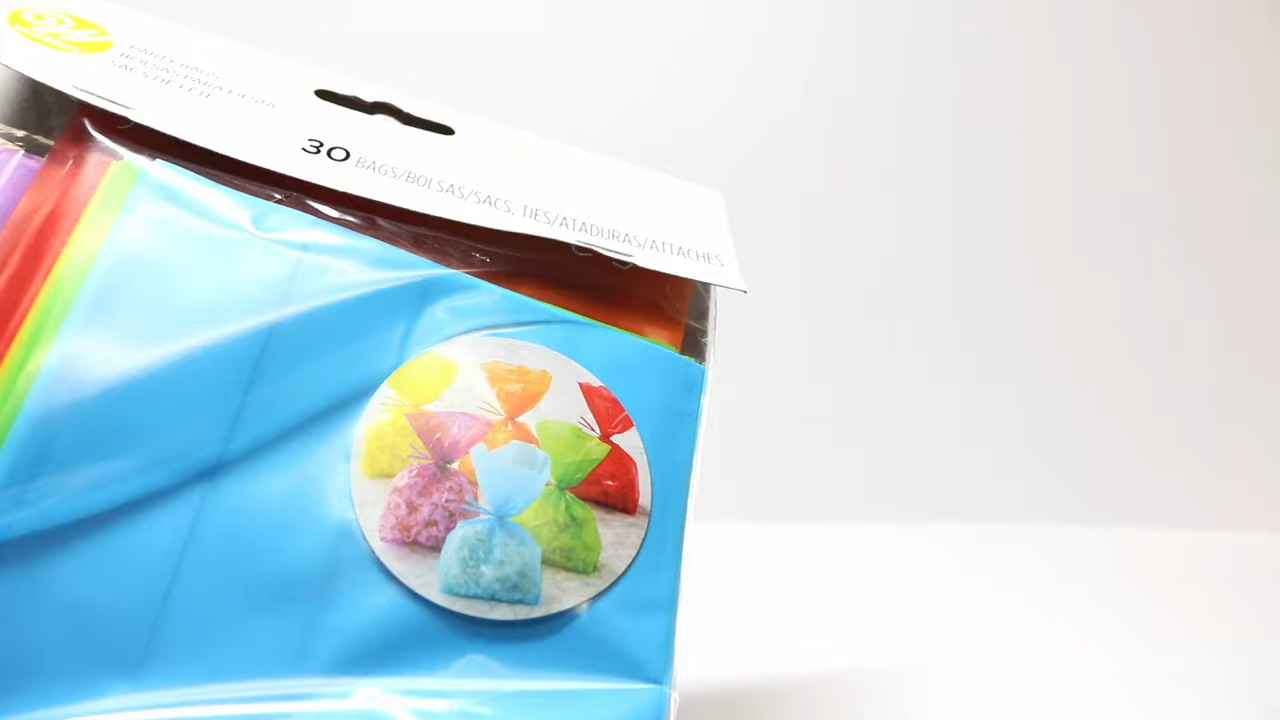 PARTY BAGS
BOLSAS PARA FIESTA
SACS DE FÊTE
30 BAGS/BOLSAS/SACS, TIES/ATADURAS/ATTACHES